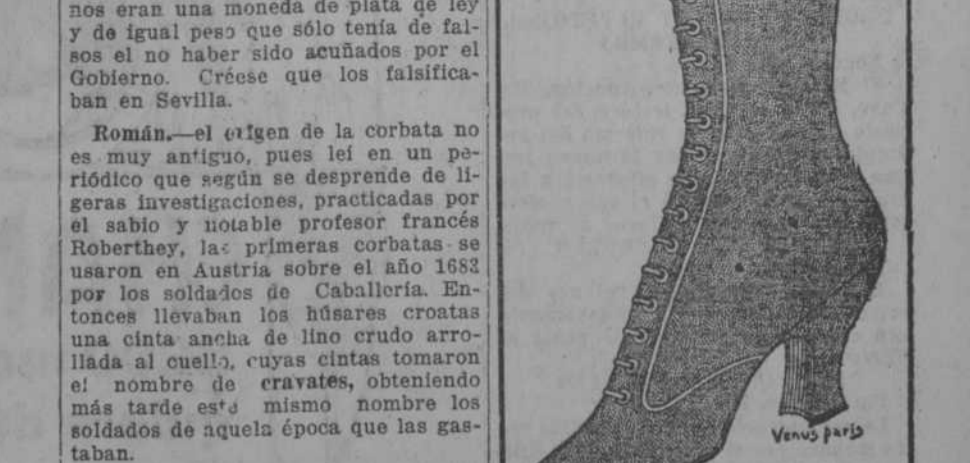 nos eran una moneda de plata de ley
y de igual peso que sólo tenía de fal-
sos el no haber sido acuñados por el
Gobierno. Créese que los falsifica-
ban en Sevilla.
Román.—el origen de la corbata no
es muy antiguo, pues leí en un pe-
riódico que según se desprende de li-
geras investigaciones, practicadas por
el sabio y notable profesor francés
Roberthey, las primeras corbatas se
usaron en Austria sobre el año 1683
por los soldados de Caballería. En-
tonces llevaban los húsares croatas
una cinta ancha de lino crudo arro-
llada al cuello, cuyas cintas tomaron
el nombre de cravates, obteniendo
más tarde este mismo nombre los
soldados de aquela época que las gas-
taban.
Venus paris